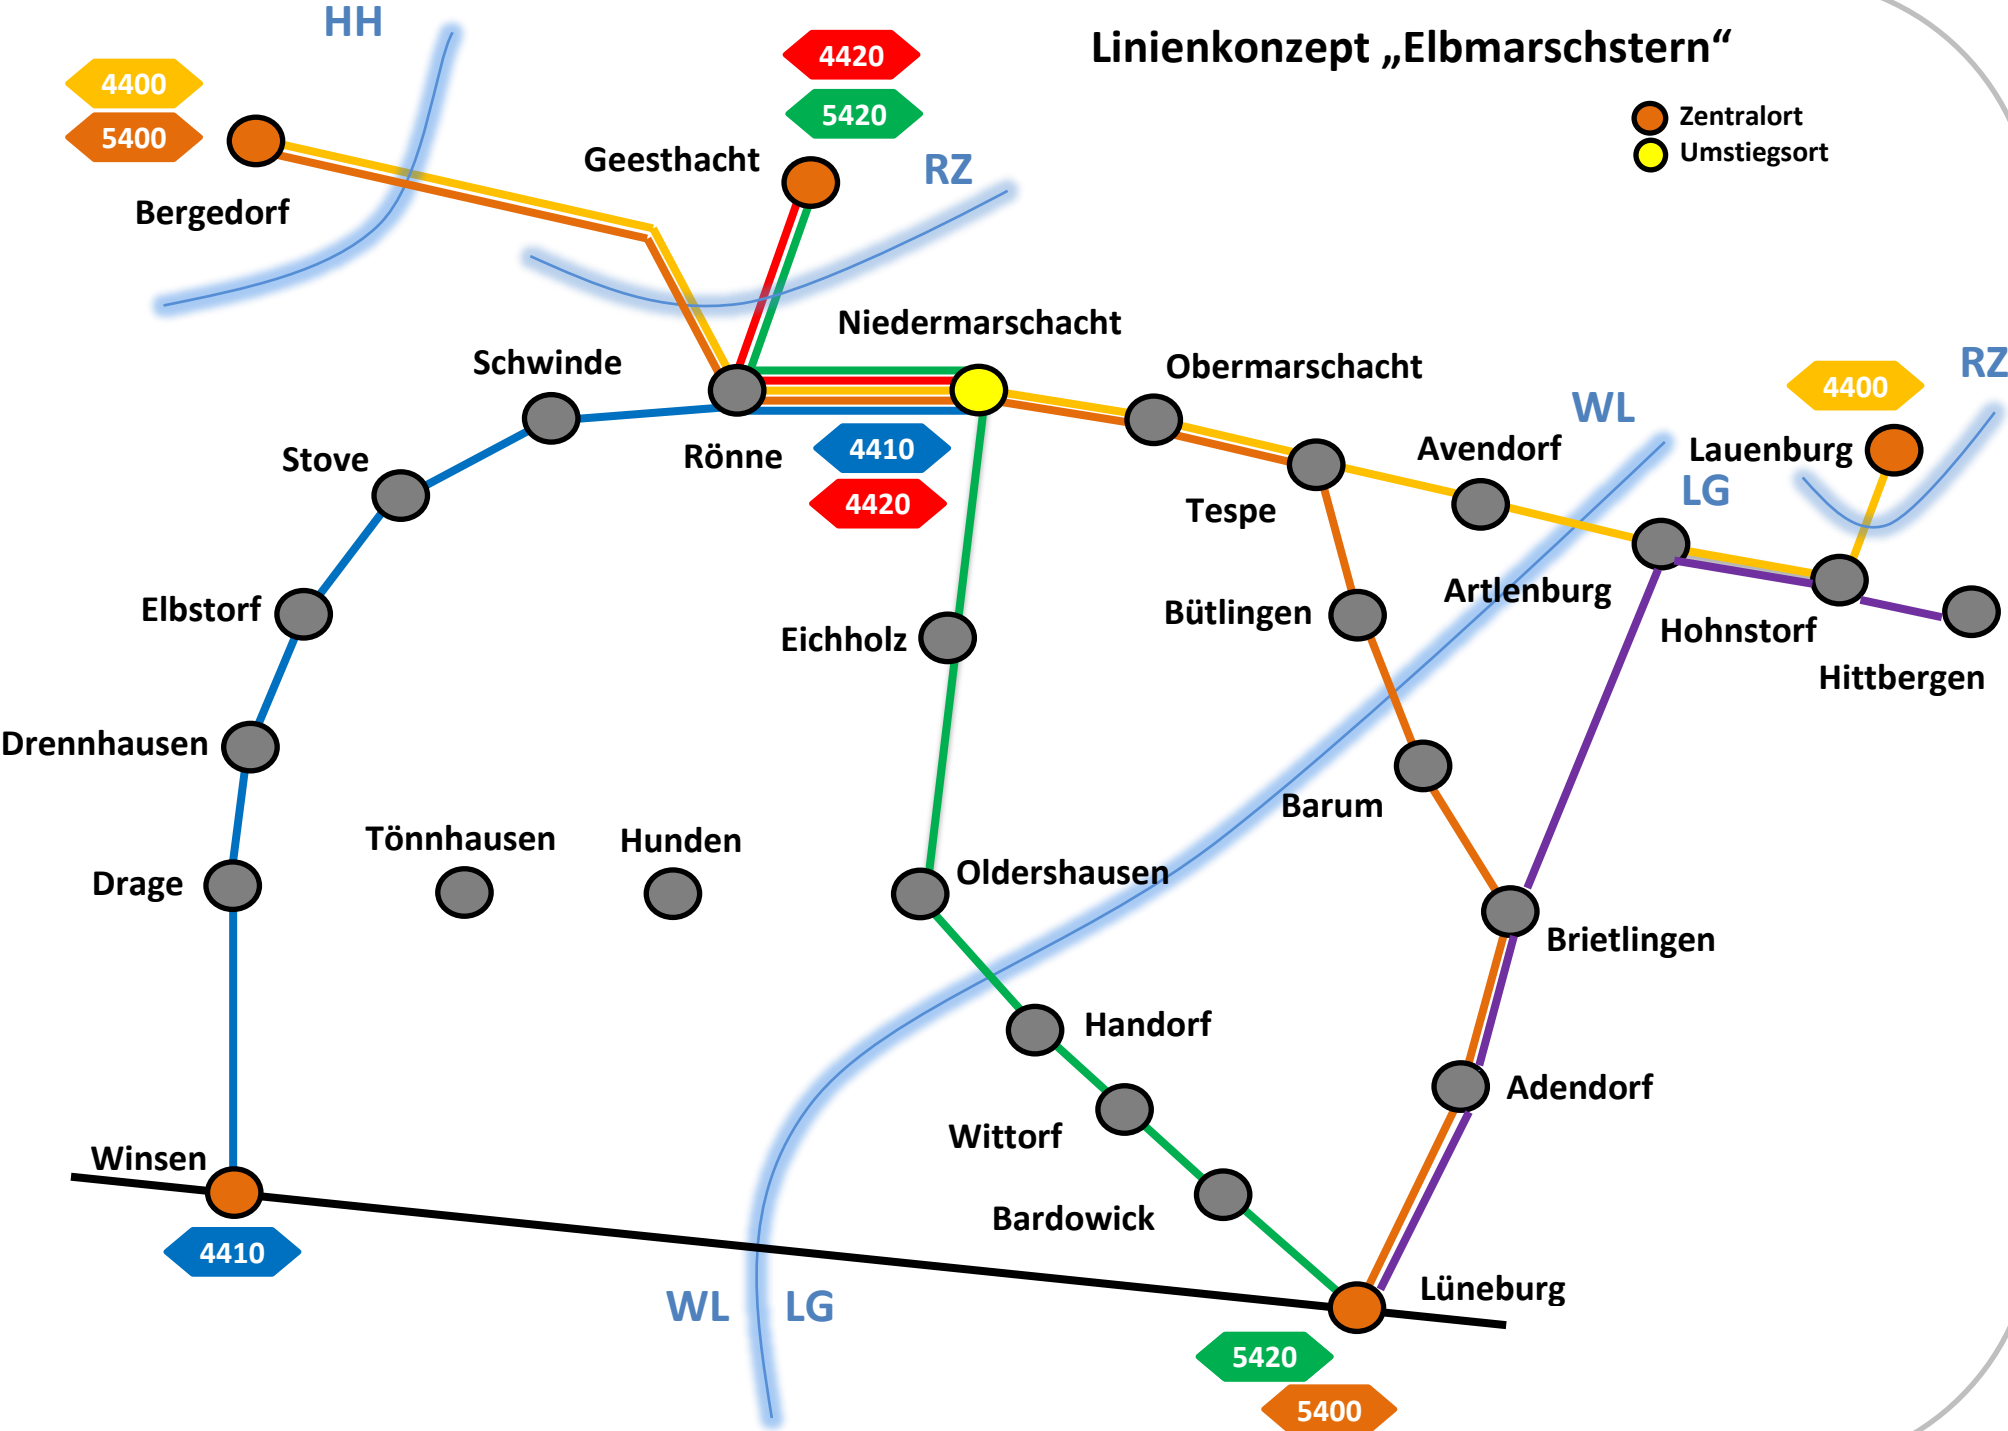 HH
Linienkonzept „Elbmarschstern“
4400
5400
4420
5420
Zentralort
Umstiegsort
Geesthacht
RZ
Bergedorf
Niedermarschacht
Schwinde
Obermarschacht
RZ
4400
WL
Stove
Rönne
4410
Avendorf
Lauenburg
LG
4420
Tespe
Elbstorf
Artlenburg
Bütlingen
Eichholz
Hohnstorf
Hittbergen
Drennhausen
Barum
Tönnhausen
Hunden
Drage
Oldershausen
Brietlingen
Handorf
Adendorf
Wittorf
Winsen
Bardowick
4410
Lüneburg
WL
LG
5420
5400